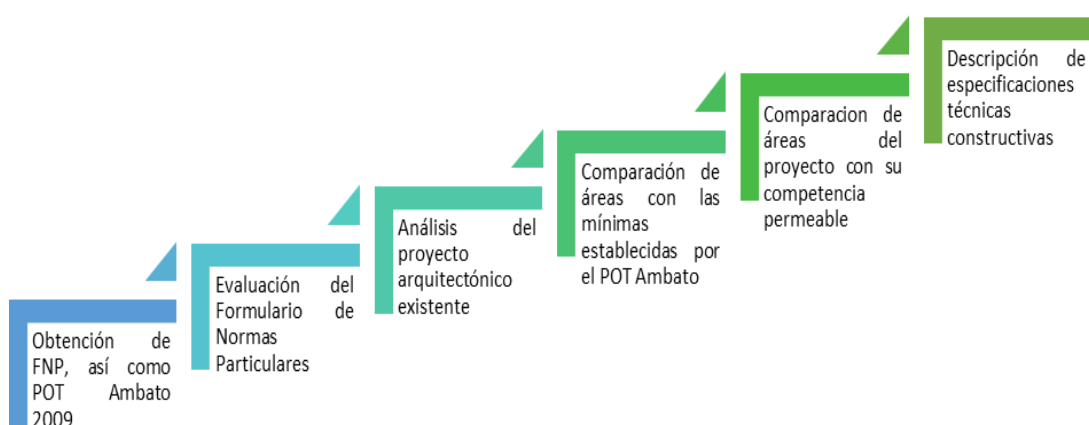 Obtención de
FNP, así como
POT Ambato
2009
Evaluación del
Formulario de
Normas
Particulares
Análisis del
proyecto
arquitectónico
existente
Comparación de
áreas con las
mínimas
establecidas por
el POT Ambato
Comparacion de
áreas del
proyecto con su
competencia
permeable
Descripción de
especificaciones
técnicas
constructivas